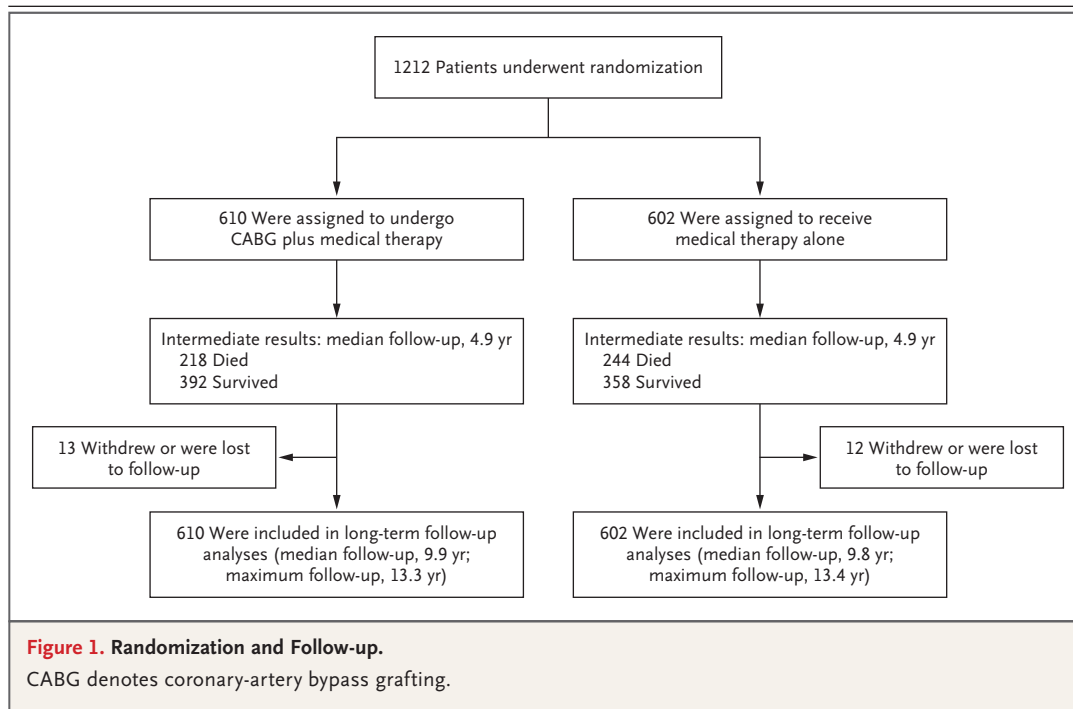 1212 Patients underwent randomization
610 Were assigned to undergo
CABG plus medical therapy
602 Were assigned to receive
medical therapy alone
Intermediate results: median follow-up, 4.9 yr
218 Died
392 Survived
Intermediate results: median follow-up, 4.9 yr
244 Died
358 Survived
13 Withdrew or were lost
to follow-up
12 Withdrew or were lost
to follow-up
610 Were included in long-term follow-up
analyses (median follow-up, 9.9 yr;
maximum follow-up, 13.3 yr)
602 Were included in long-term follow-up
analyses (median follow-up, 9.8 yr;
maximum follow-up, 13.4 yr)
Figure 1. Randomization and Follow-up.
CABG denotes coronary-artery bypass grafting.